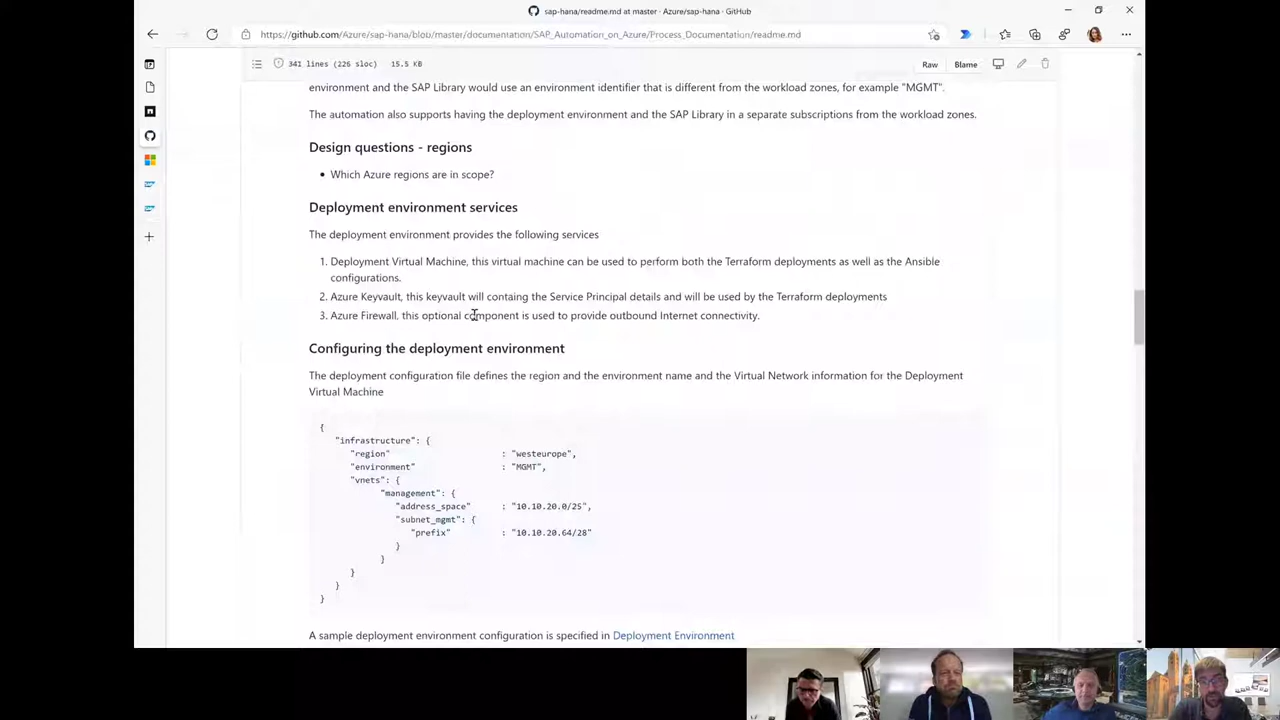 sap-hana/readme.md at master · Azure/sap-hana · GitHub
https://github.com/Azure/sap-hana/blob/master/documentation/SAP_Automation_on_Azure/Process_Documentation/readme.md
341 lines (226 sloc) 15.5 KB
Raw Blame
environment and the SAP Library would use an environment identifier that is different from the workload zones, for example "MGMT".
The automation also supports having the deployment environment and the SAP Library in a separate subscriptions from the workload zones.
Design questions - regions
• Which Azure regions are in scope?
Deployment environment services
The deployment environment provides the following services
1. Deployment Virtual Machine, this virtual machine can be used to perform both the Terraform deployments as well as the Ansible
configurations.
2. Azure Keyvault, this keyvault will containg the Service Principal details and will be used by the Terraform deployments
3. Azure Firewall, this optional component is used to provide outbound Internet connectivity.
Configuring the deployment environment
The deployment configuration file defines the region and the environment name and the Virtual Network information for the Deployment
Virtual Machine
{
"infrastructure": {
"region" : "westeurope",
"environment" : "MGMT",
"vnets": {
"management": {
"address_space" : "10.10.20.0/25",
"subnet_mgmt": {
"prefix" : "10.10.20.64/28"
}
}
}
}
}
A sample deployment environment configuration is specified in Deployment Environment